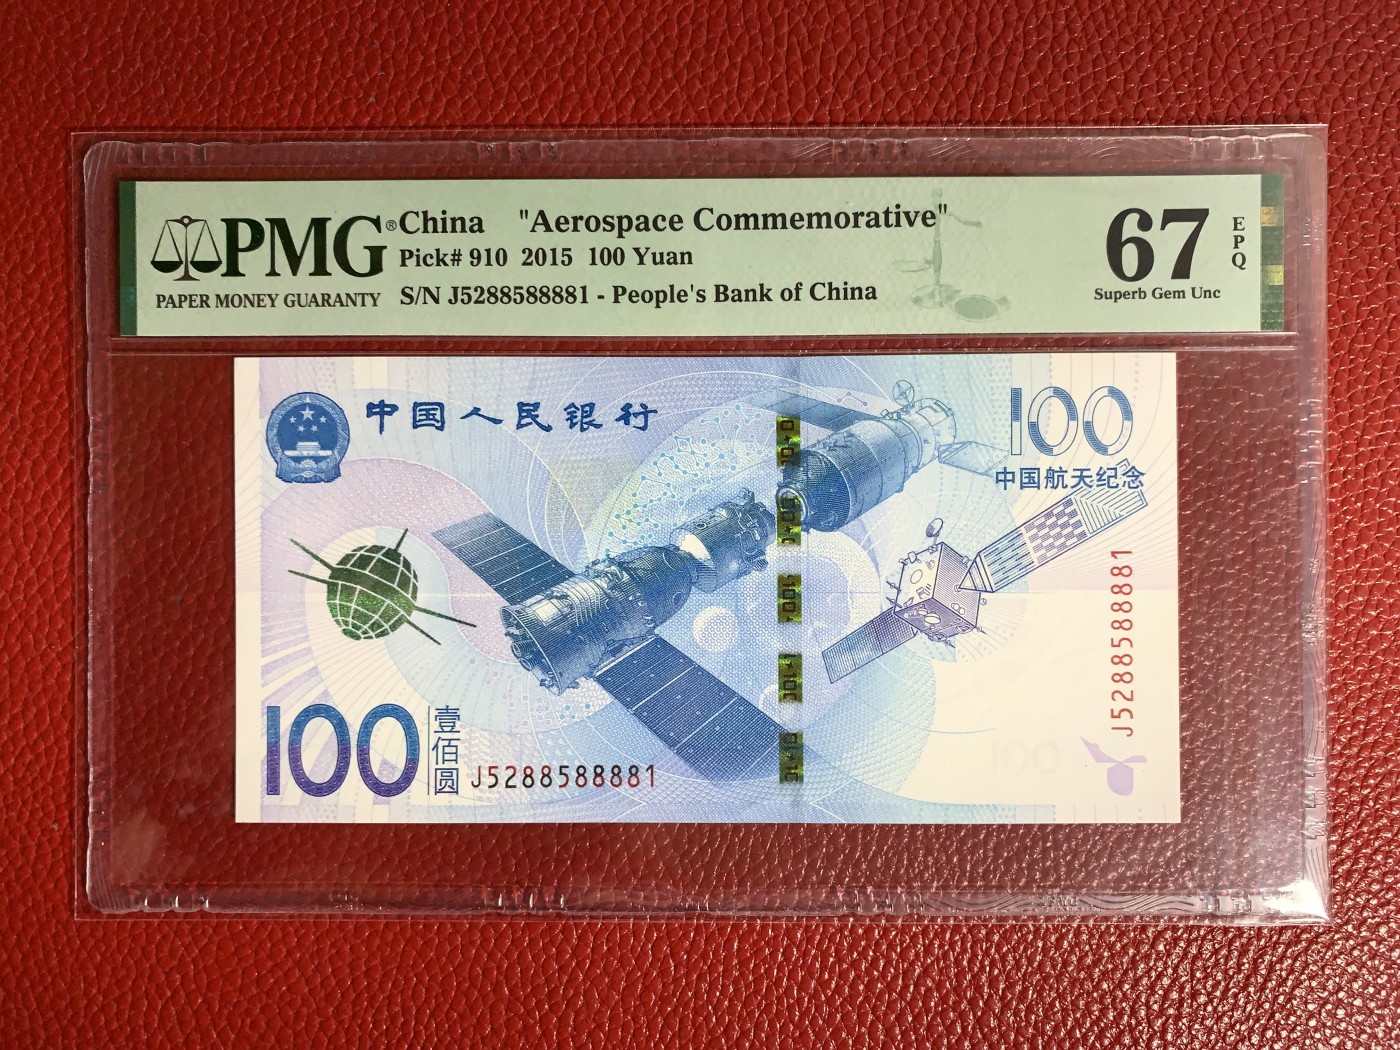 PMG®
PAPER MONEY GUARANTY
China "Aerospace Commemorative"
Pick# 910 2015 100 Yuan
S/N J5288588881 - People's Bank of China
67
EPQ
Superb Gem Unc
中国人民银行
100
中国航天纪念
J5288588881
100
壹佰圆
J5288588881